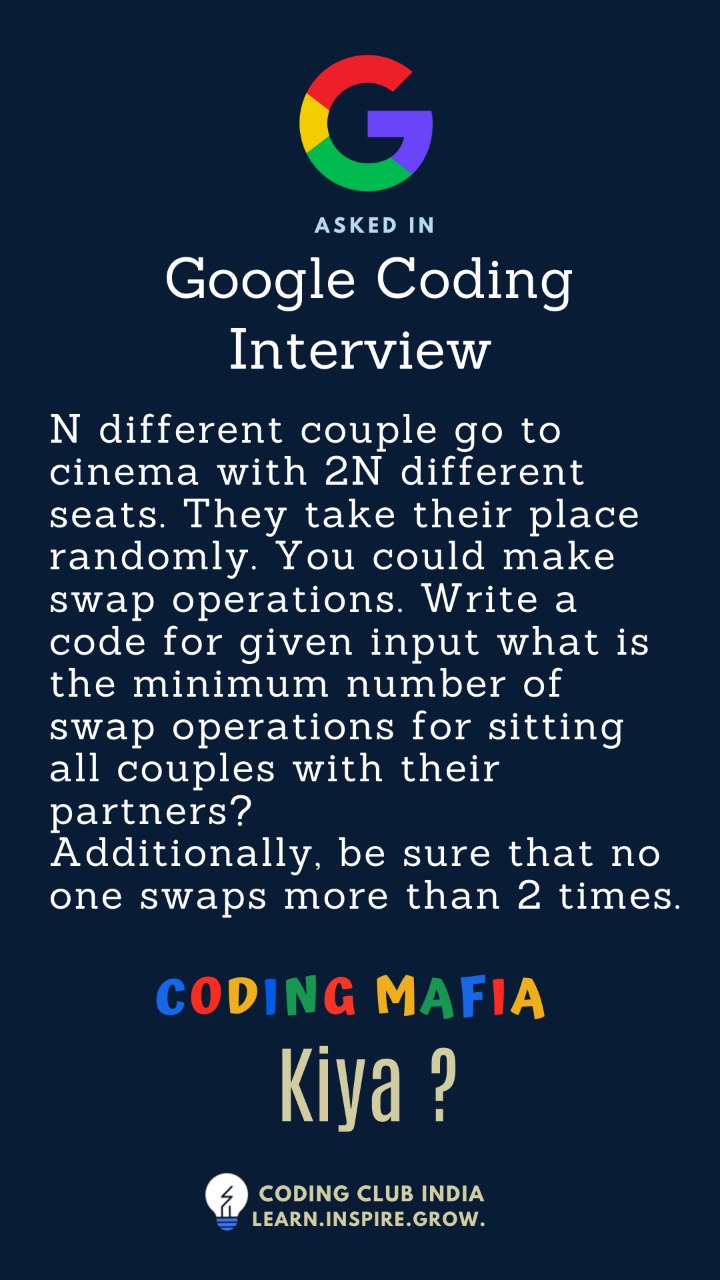 ASKED IN
Google Coding
Interview
N different couple go to
cinema with 2N different
seats. They take their place
randomly. You could make
swap operations. Write a
code for given input what is
the minimum number of
swap operations for sitting
all couples with their
partners?
Additionally, be sure that no
one swaps more than 2 times.
CODING MAFIA
Kiya ?
CODING CLUB INDIA
LEARN.INSPIRE.GROW.